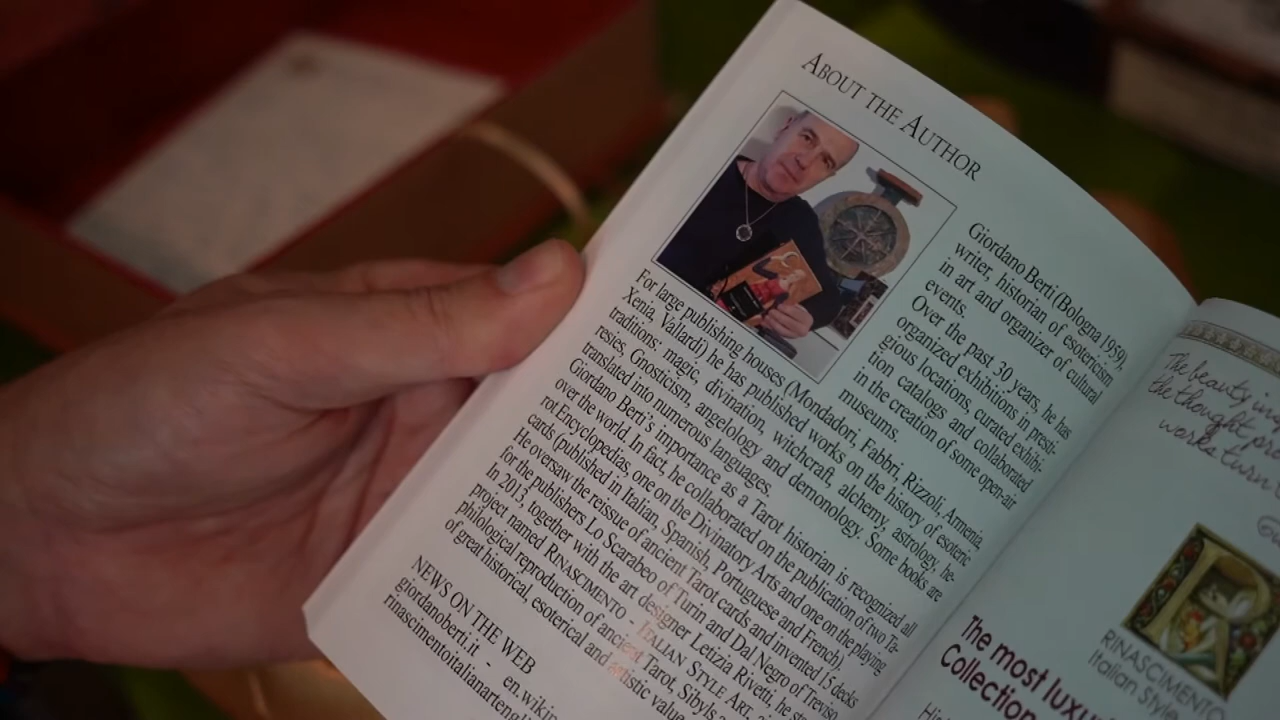 ABOUT THE AUTHOR
Giordano Berti (Bologna 1959),
writer, historian of esotericism
in art and organizer of cultural
events.
Over the past 30 years, he has
organized exhibitions in presti-
gious locations, curated exhibi-
tion catalogs and collaborated
in the creation of some open-air
museums.
For large publishing houses (Mondadori, Fabbri, Rizzoli, Armenia,
Xenia, Vallardi) he has published works on the history of esoteric
traditions: magic, divination, witchcraft, alchemy, astrology, he-
resies, Gnosticism, angelology and demonology. Some books are
translated into numerous languages.
Giordano Berti's importance as a Tarot historian is recognized all
over the world. In fact, he collaborated on the publication of two Ta-
rot Encyclopedias, one on the Divinatory Arts and one on the playing
cards (published in Italian, Spanish, Portuguese and French).
He oversaw the reissue of ancient Tarot cards and invented 15 decks
for the publishers Lo Scarabeo of Turin and Dal Negro of Treviso.
In 2013, together with the art designer Letizia Rivetti, he
project named RINASCIMENTO - ITALIAN STYLE ART,
philological reproduction of ancient Tarot, Sibyls
of great historical, esoterical and artistic value
NEWS ON THE WEB
giordanoberti.it - en.wikip
rinascimentoitalianart
The beauty
the thought
works turn
R
RINASCIMENTO
Italian Style
The most
Collection